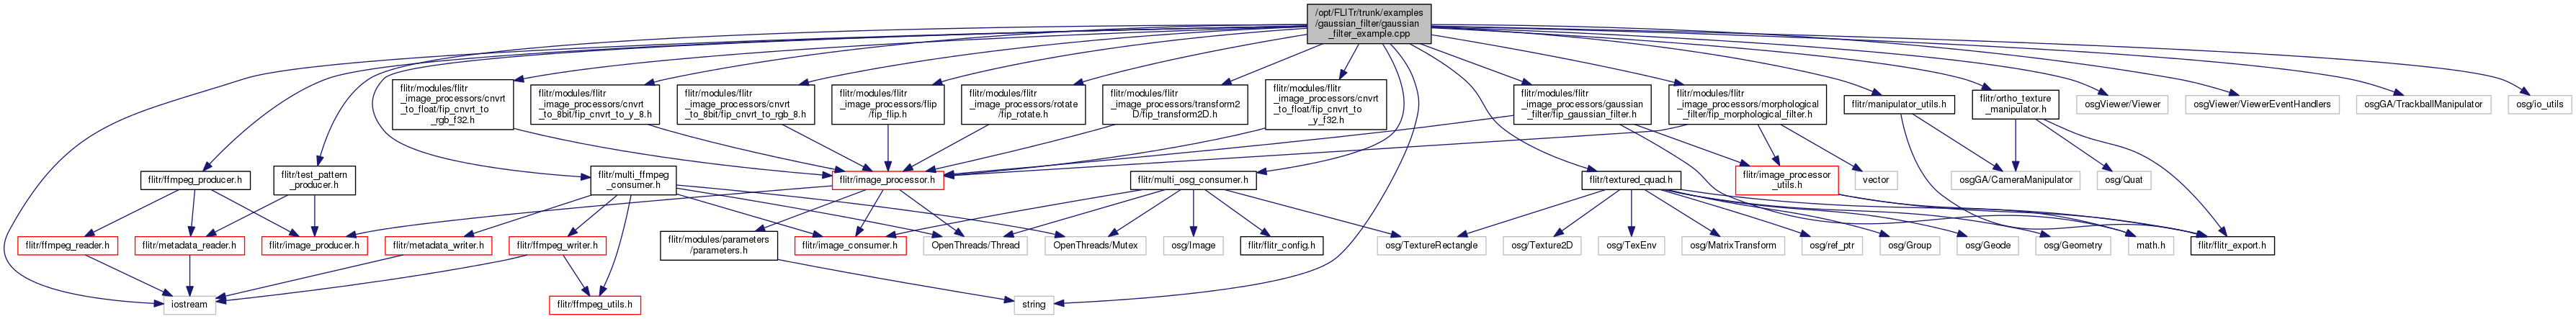 /opt/FLITr/trunk/examples
/gaussian_filter/gaussian
_filter_example.cpp
flitr/modules/flitr
_image_processors/cnvrt
_to_float/fip_cnvrt_to
_rgb_f32.h
flitr/modules/flitr
_image_processors/cnvrt
_to_8bit/fip_cnvrt_to_y_8.h
flitr/modules/flitr
_image_processors/cnvrt
_to_8bit/fip_cnvrt_to_rgb_8.h
flitr/modules/flitr
_image_processors/flip
/fip_flip.h
flitr/modules/flitr
_image_processors/rotate
/fip_rotate.h
flitr/modules/flitr
_image_processors/transform2
D/fip_transform2D.h
flitr/modules/flitr
_image_processors/cnvrt
_to_float/fip_cnvrt_to
_y_f32.h
flitr/modules/flitr
_image_processors/gaussian
_filter/fip_gaussian_filter.h
flitr/modules/flitr
_image_processors/morphological
_filter/fip_morphological_filter.h
flitr/manipulator_utils.h
flitr/ortho_texture
_manipulator.h
osgViewer/Viewer
osgViewer/ViewerEventHandlers
osgGA/TrackballManipulator
osg/io_utils
flitr/ffmpeg_producer.h
flitr/test_pattern
_producer.h
flitr/multi_ffmpeg
_consumer.h
flitr/image_processor.h
flitr/multi_osg_consumer.h
flitr/textured_quad.h
flitr/image_processor
_utils.h
vector
osgGA/CameraManipulator
osg/Quat
flitr/ffmpeg_reader.h
flitr/metadata_reader.h
flitr/image_producer.h
flitr/metadata_writer.h
flitr/ffmpeg_writer.h
flitr/modules/parameters
/parameters.h
flitr/image_consumer.h
OpenThreads/Thread
OpenThreads/Mutex
osg/Image
flitr/flitr_config.h
osg/TextureRectangle
osg/Texture2D
osg/TexEnv
osg/MatrixTransform
osg/ref_ptr
osg/Group
osg/Geode
osg/Geometry
math.h
flitr/flitr_export.h
iostream
flitr/ffmpeg_utils.h
string